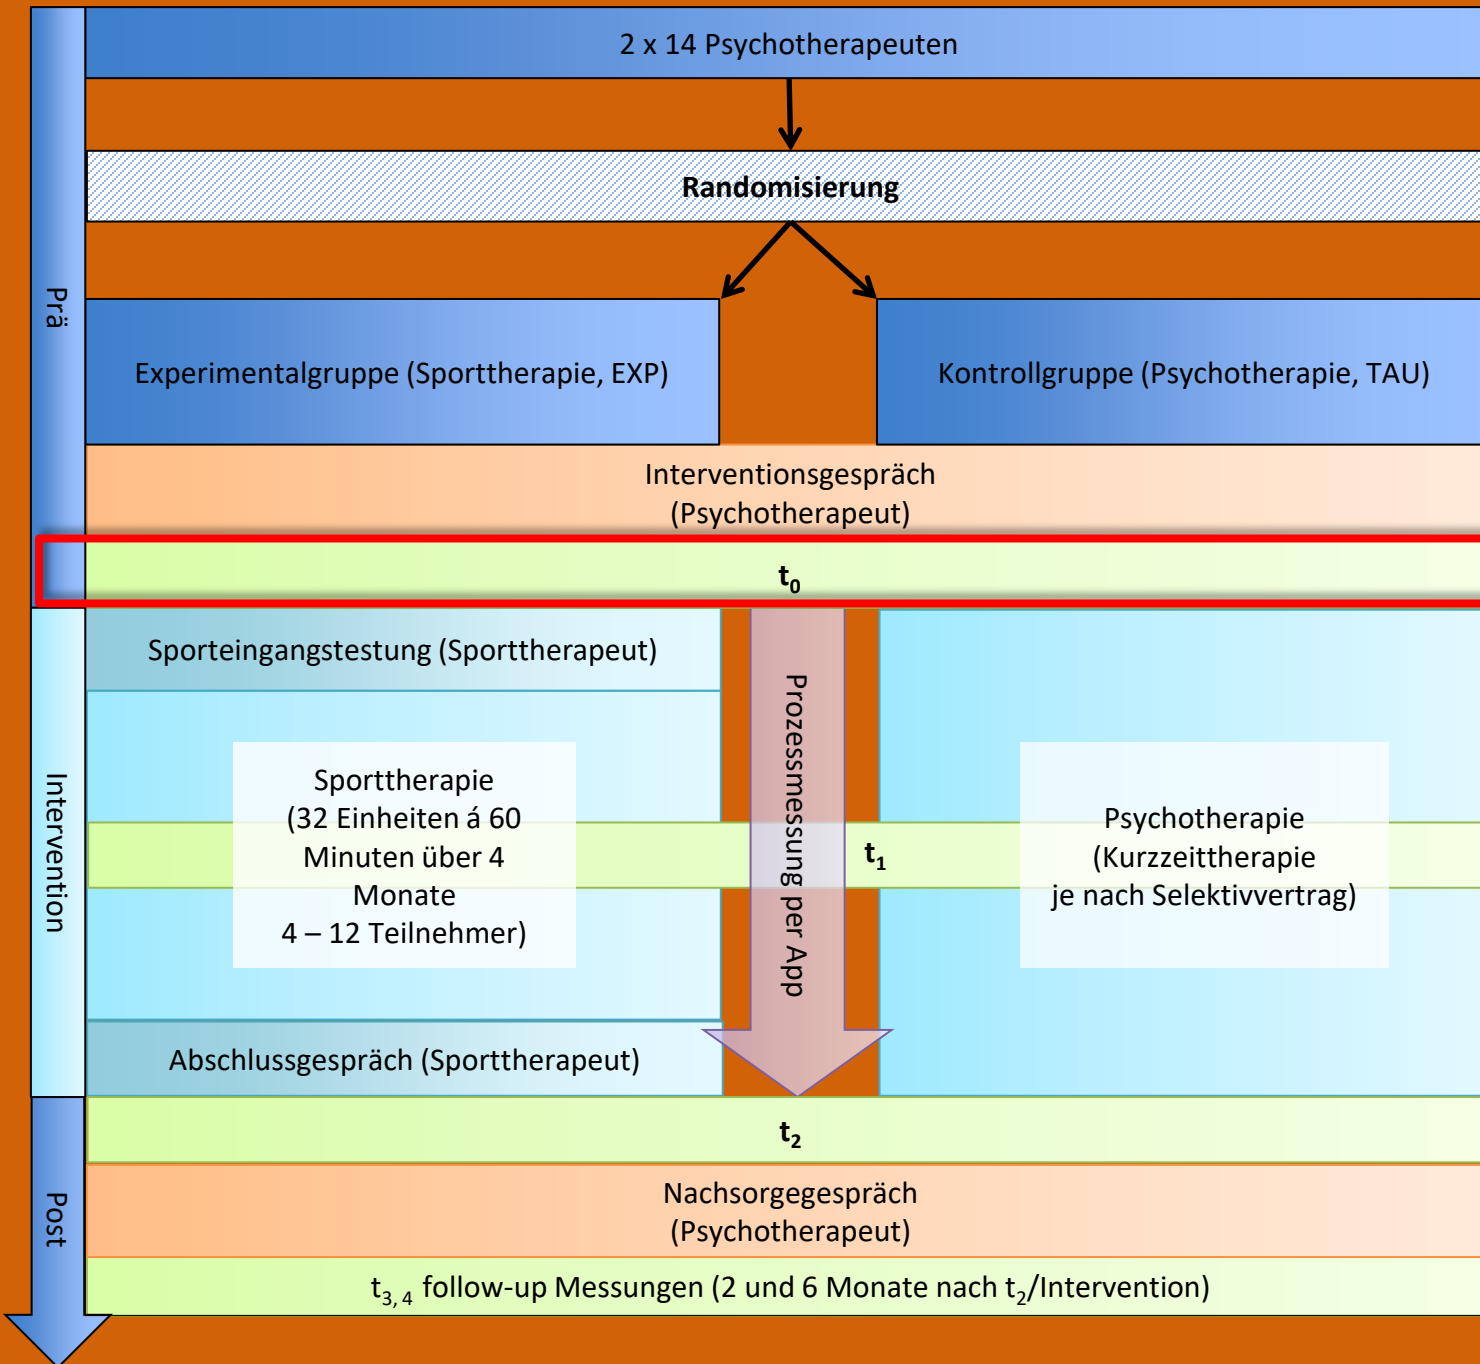 2 x 14 Psychotherapeuten
Randomisierung
Prä
Experimentalgruppe (Sporttherapie, EXP)
Kontrollgruppe (Psychotherapie, TAU)
Interventionsgespräch
(Psychotherapeut)
t0
Intervention
Sporteingangstestung (Sporttherapeut)
Sporttherapie
(32 Einheiten á 60
Minuten über 4
Monate
4 – 12 Teilnehmer)
Prozessmessung per App
t1
Psychotherapie
(Kurzzeittherapie
je nach Selektivvertrag)
Abschlussgespräch (Sporttherapeut)
Post
t2
Nachsorgegespräch
(Psychotherapeut)
t3, 4 follow-up Messungen (2 und 6 Monate nach t2/Intervention)